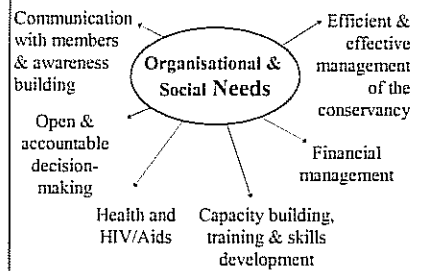 Communication
with members
& awareness
building
Efficient &
effective
management
of the
conservancy
Organisational &
Social Needs
Open &
accountable
decision-
making
Financial
management
Health and
HIV/Aids
Capacity building,
training & skills
development